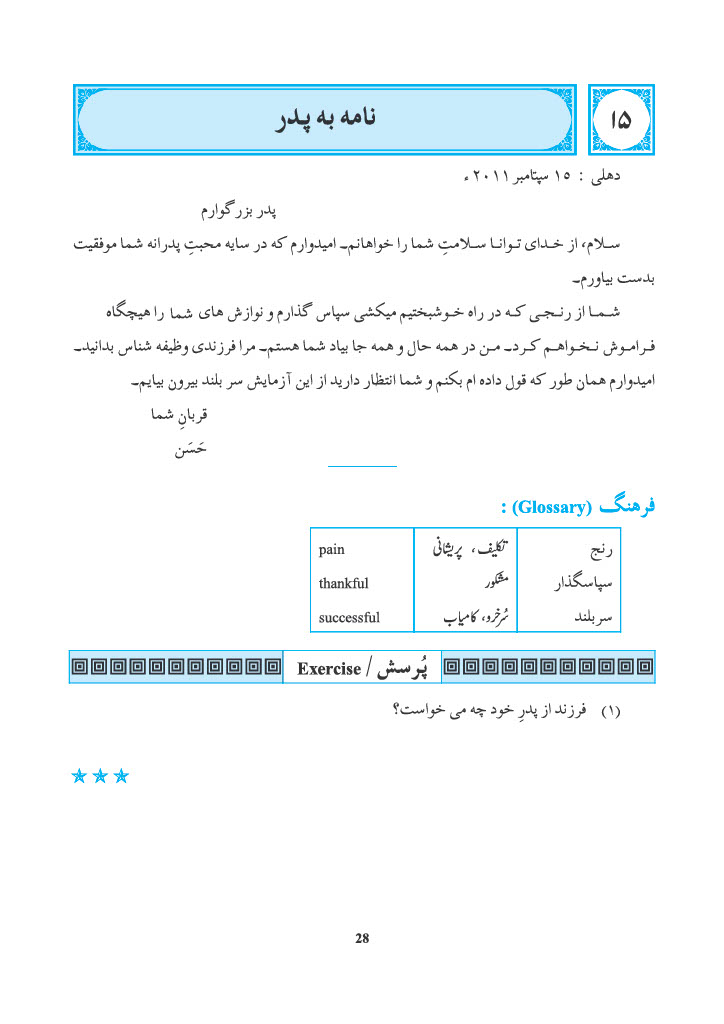 ۱۵
نامه به پدر
دهلی : ۱۵ سپتامبر ۲۰۱۱ء
پدر بزرگوارم
سلام، از خدای توانا سلامتِ شما را خواهانم۔ امیدوارم که در سایه محبتِ پدرانه شما موفقیت
بدست بیاورم۔
شما از رنجی که در راه خوشبختیم میکشی سپاس گذارم و نوازش های شما را هیچگاه
فراموش نخواهم کرد۔ من در همه حال و همه جا بیاد شما هستم۔ مرا فرزندی وظیفه شناس بدانید۔
امیدوارم همان طور که قول داده ام بکنم و شما انتظار دارید از این آزمایش سر بلند بیرون بیایم۔
قربانِ شما
حَسَن
فرهنگ (Glossary) :
رنج تکلیف، پریشانی pain
سپاسگذار مشکور thankful
سربلند سُرخرو، کامیاب successful
پُرسش / Exercise
(۱) فرزند از پدرِ خود چه می خواست؟
28